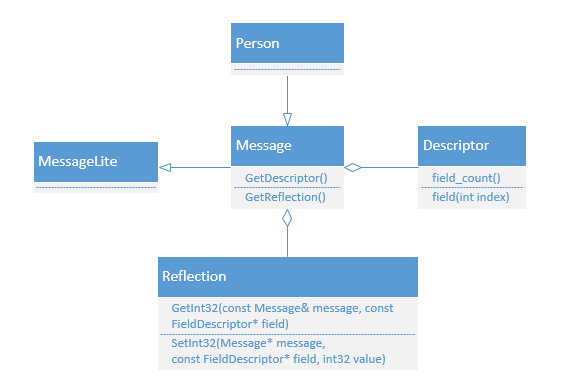 Person
MessageLite
Message
GetDescriptor()
GetReflection()
Descriptor
field_count()
field(int index)
Reflection
GetInt32(const Message& message, const
FieldDescriptor* field)
SetInt32(Message* message,
const FieldDescriptor* field, int32 value)